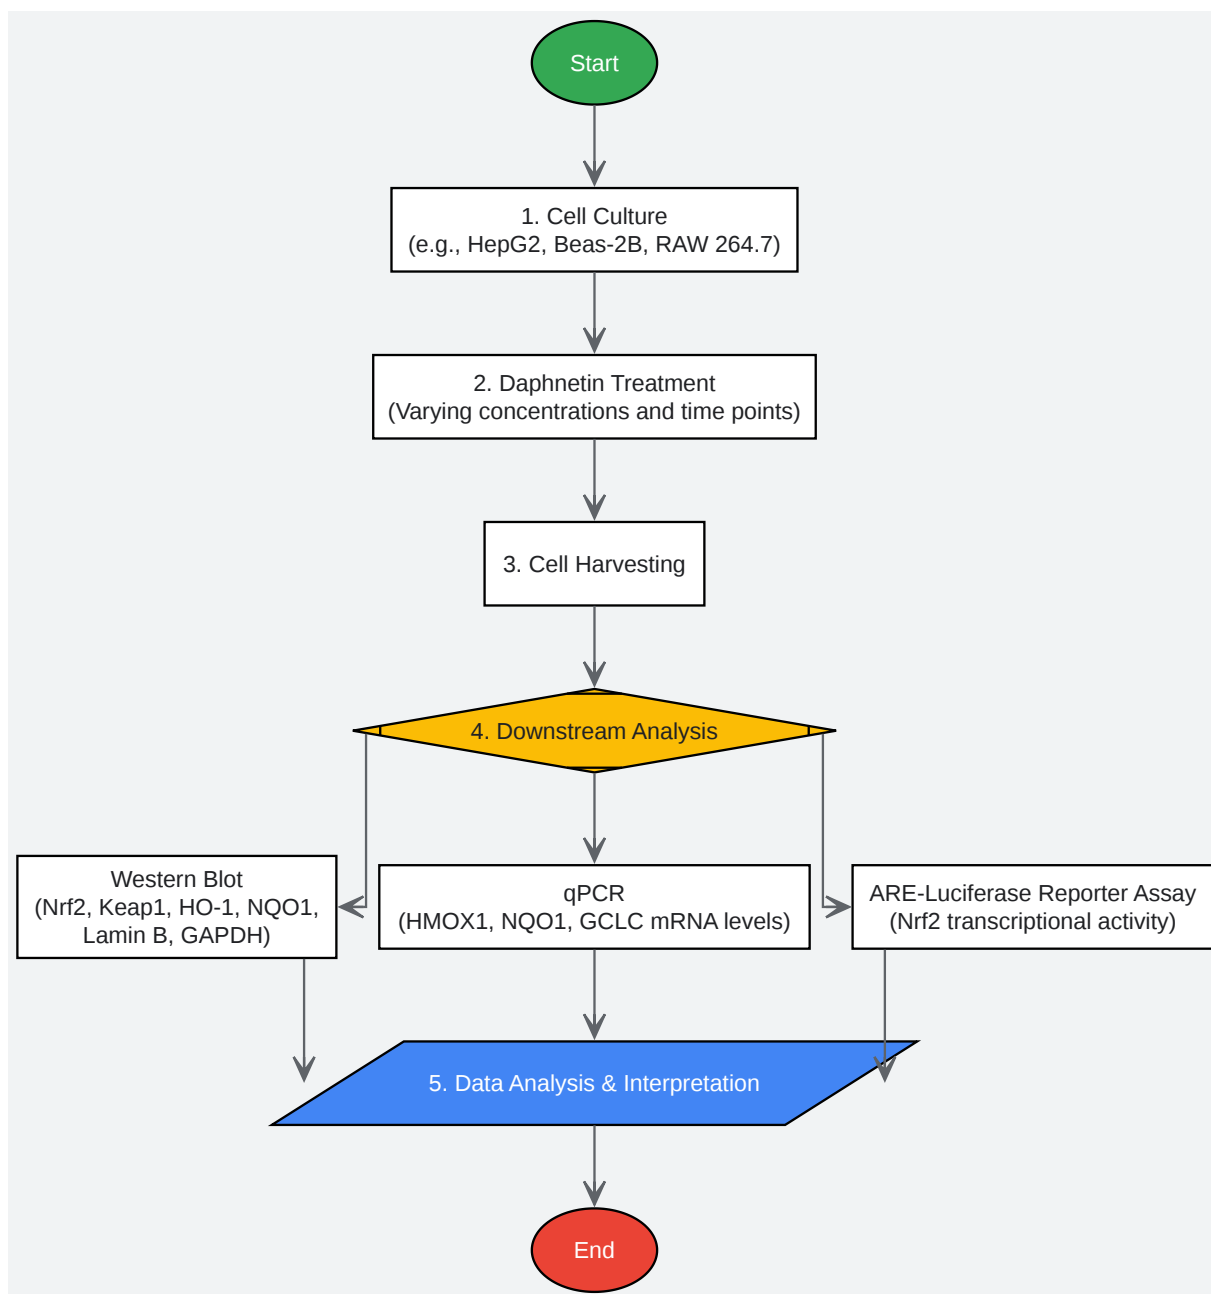 Start
1. Cell Culture
(e.g., HepG2, Beas-2B, RAW 264.7)
2. Daphnetin Treatment
(Varying concentrations and time points)
3. Cell Harvesting
4. Downstream Analysis
Western Blot
(Nrf2, Keap1, HO-1, NQO1,
Lamin B, GAPDH)
qPCR
(HMOX1, NQO1, GCLC mRNA levels)
ARE-Luciferase Reporter Assay
(Nrf2 transcriptional activity)
5. Data Analysis & Interpretation
End